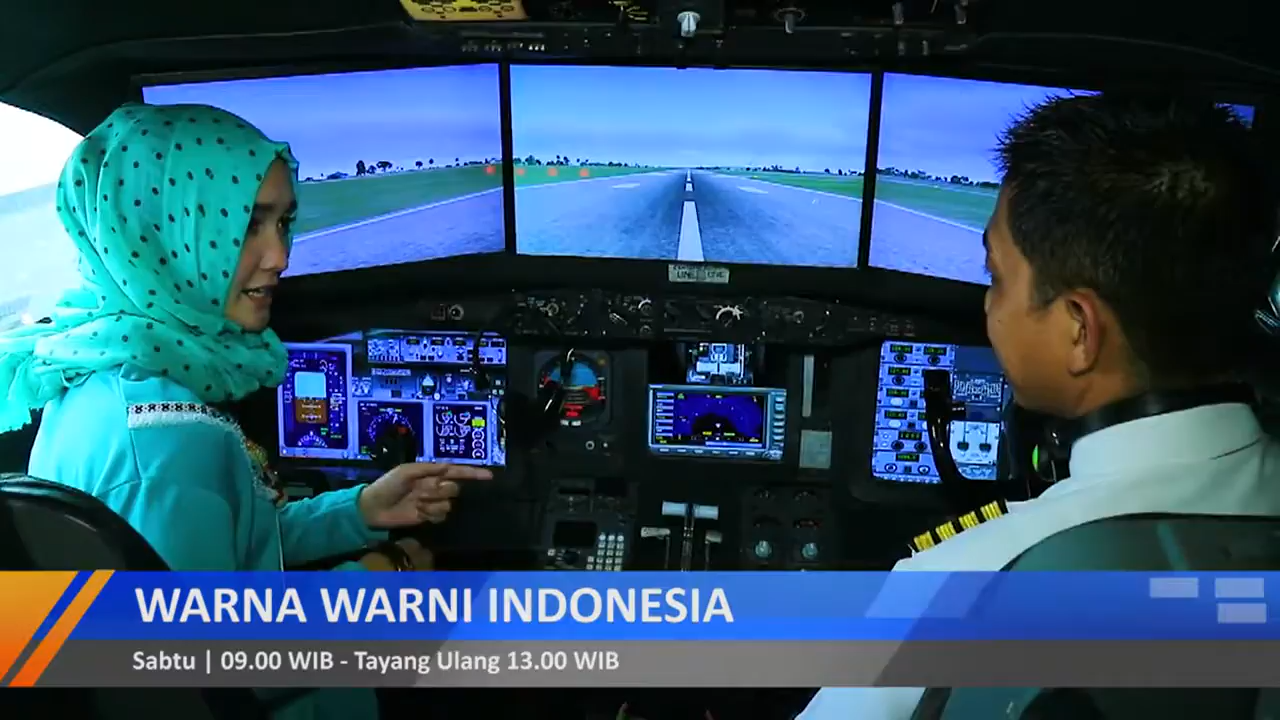 WARNA WARNI INDONESIA
Sabtu | 09.00 WIB - Tayang Ulang 13.00 WIB